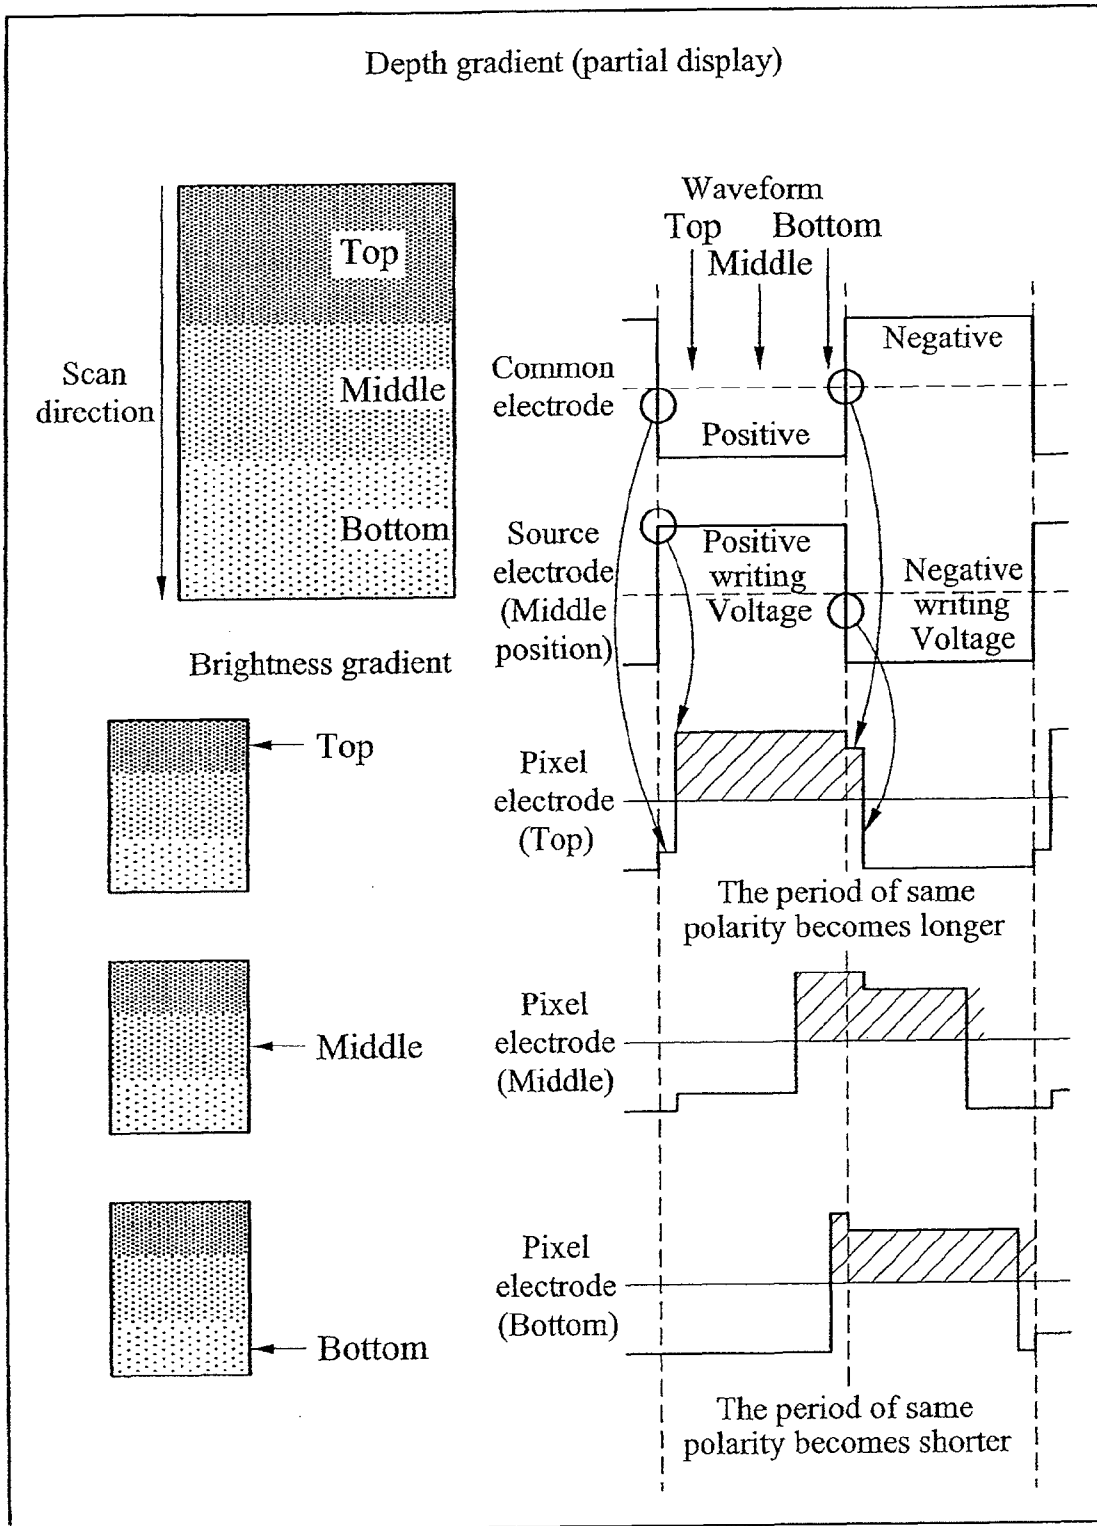 Depth gradient (partial display)
Top
Middle
Bottom
Scan
direction
Waveform
Top
Bottom
Middle
Common
electrode
Negative
Positive
Source
electrode
(Middle
position)
Positive
writing
Voltage
Negative
writing
Voltage
Brightness gradient
Top
Pixel
electrode
(Top)
The period of same
polarity becomes longer
Middle
Pixel
electrode
(Middle)
Bottom
Pixel
electrode
(Bottom)
The period of same
polarity becomes shorter